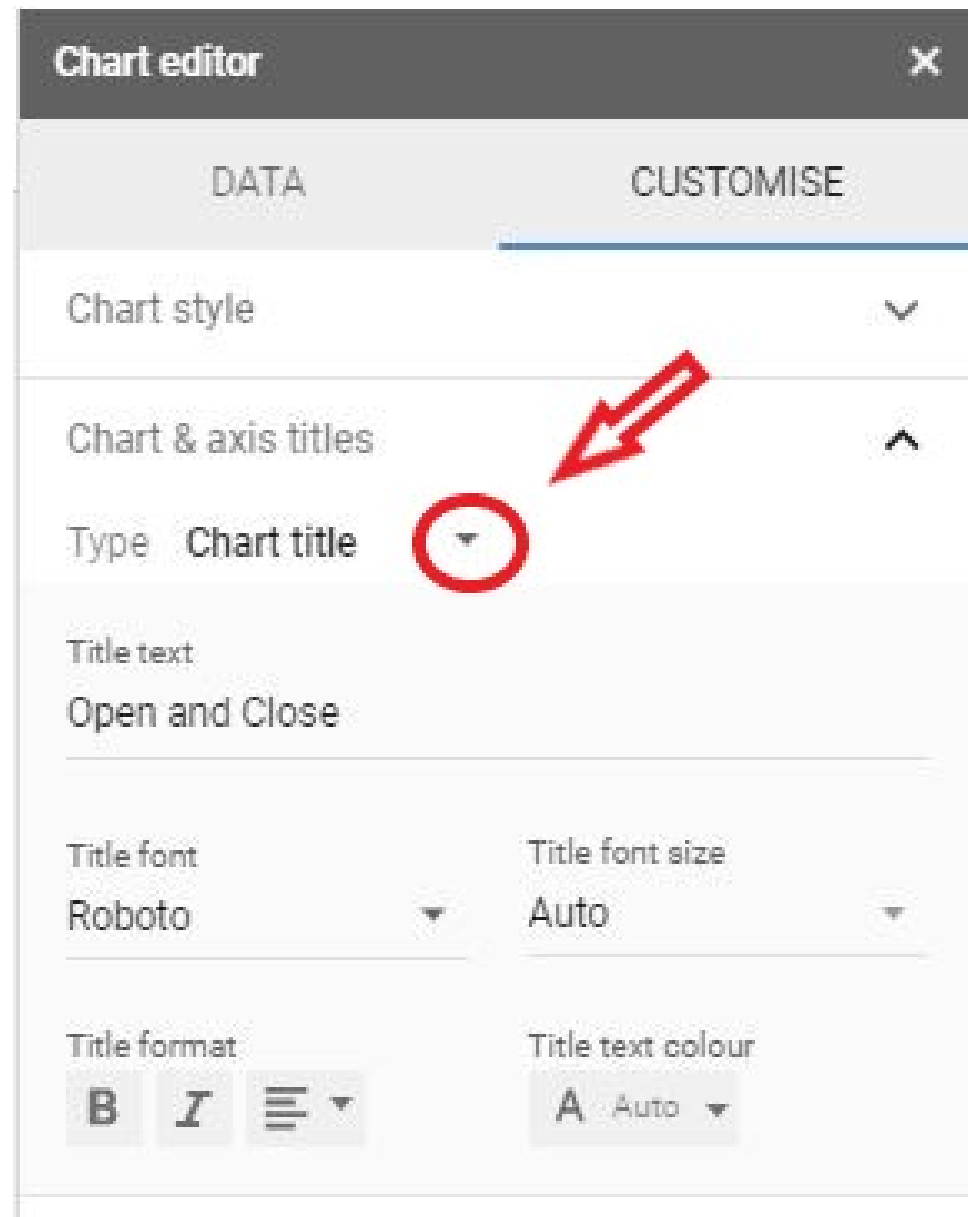 Chart editor ×
DATA CUSTOMISE
Chart style
Chart & axis titles
Type Chart title
Title text
Open and Close
Title font Title font size
Roboto Auto
Title format Title text colour
B I A Auto